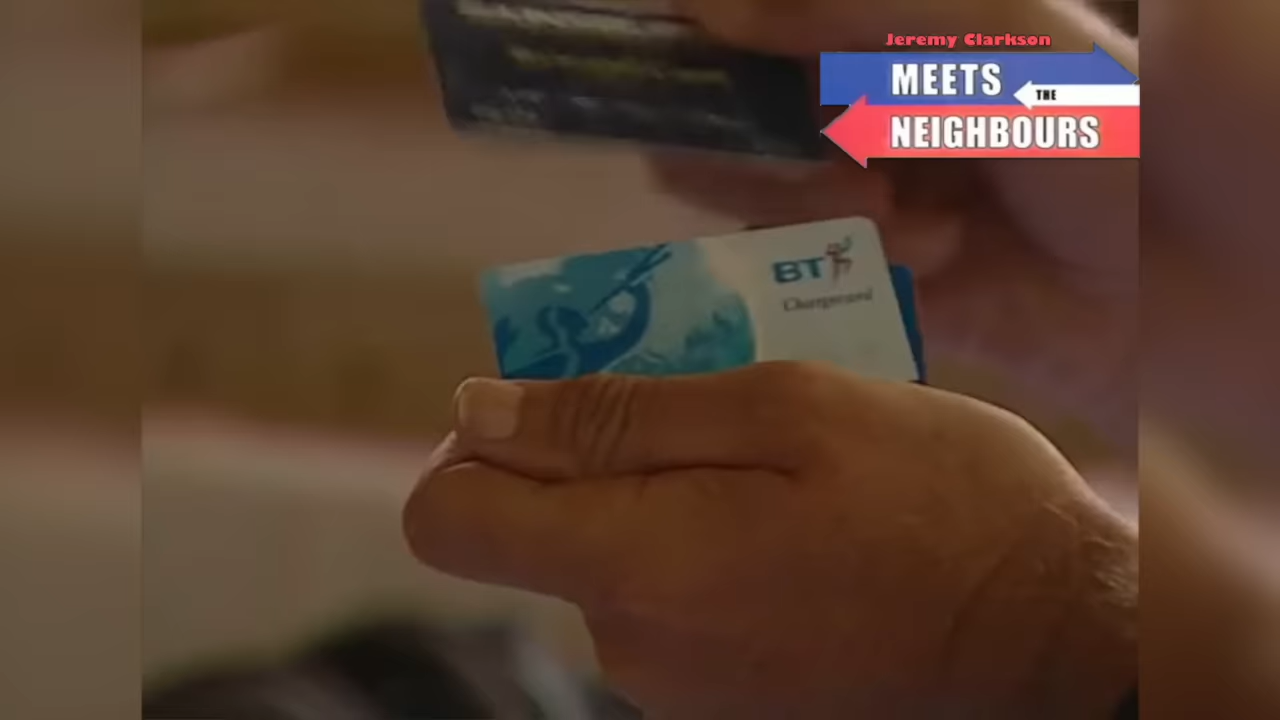 Jeremy Clarkson
MEETS
THE
NEIGHBOURS
BT
Chargecard